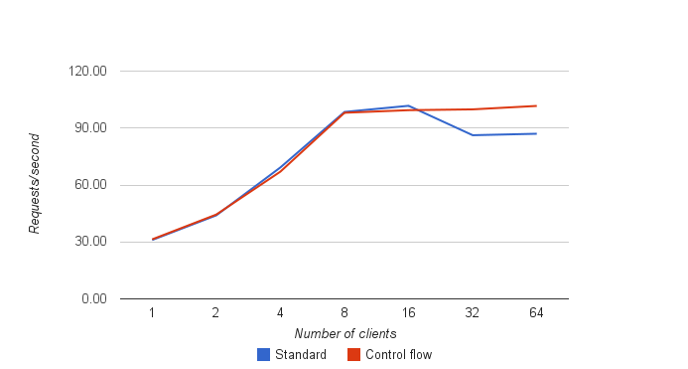 120.00
90.00
60.00
30.00
0.00
Requests/second
1 2 4 8 16 32 64
Number of clients
Standard Control flow